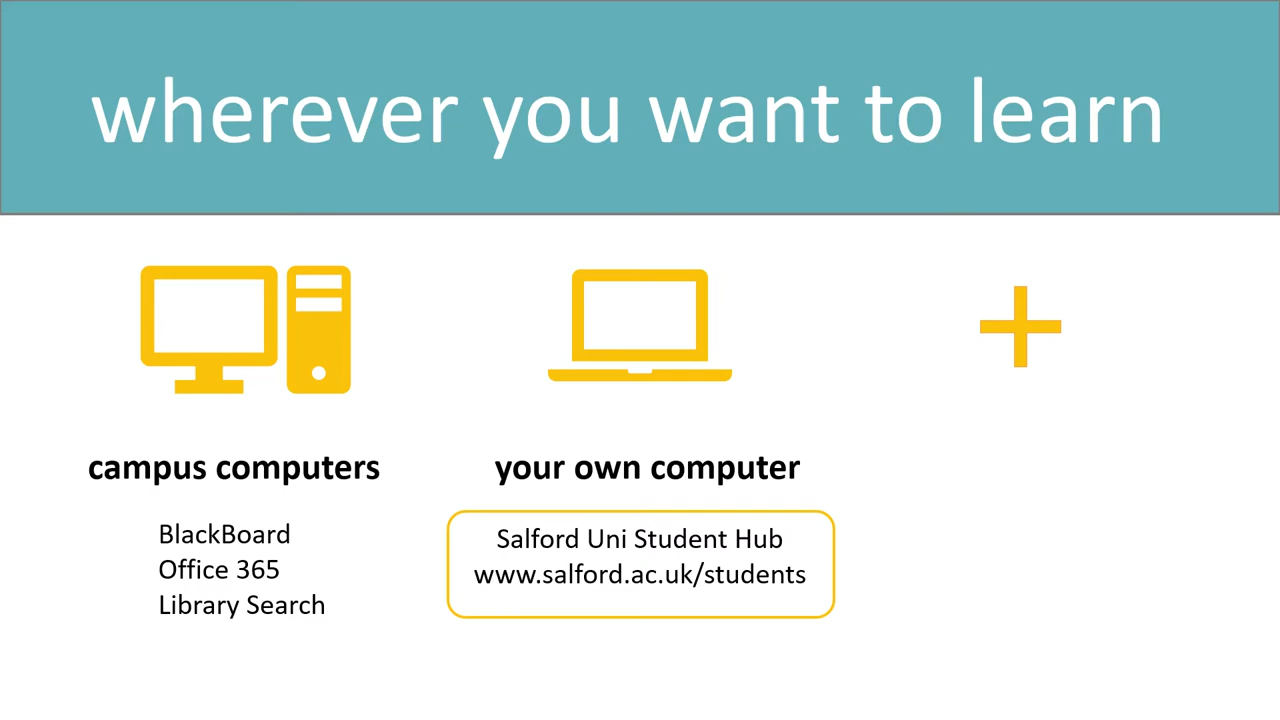 wherever you want to learn
campus computers
BlackBoard
Office 365
Library Search
your own computer
Salford Uni Student Hub
www.salford.ac.uk/students